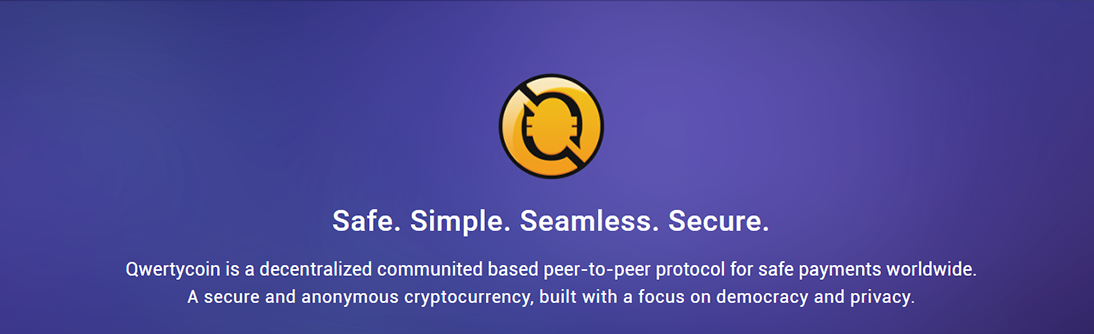 Safe. Simple. Seamless. Secure.
Qwertycoin is a decentralized communited based peer-to-peer protocol for safe payments worldwide.
A secure and anonymous cryptocurrency, built with a focus on democracy and privacy.